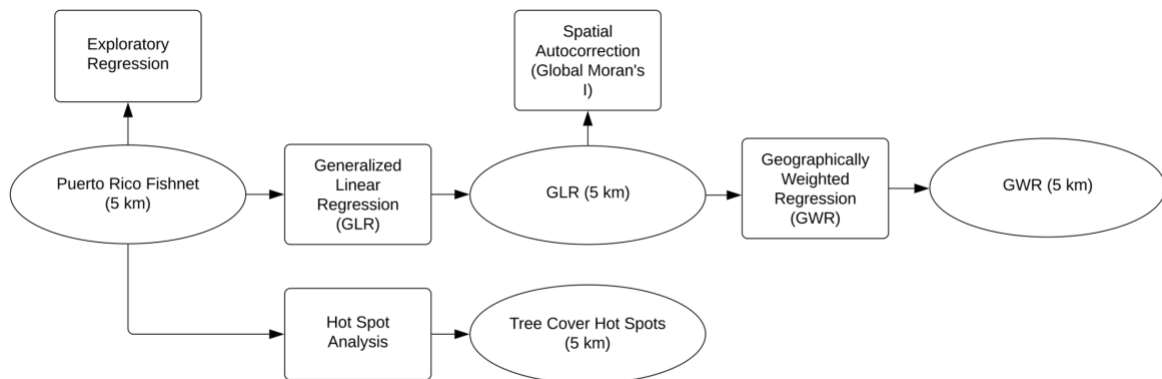 Exploratory
Regression
Spatial
Autocorrection
(Global Moran's
I)
Puerto Rico Fishnet
(5 km)
Generalized
Linear
Regression
(GLR)
GLR (5 km)
Geographically
Weighted
Regression
(GWR)
GWR (5 km)
Hot Spot
Analysis
Tree Cover Hot Spots
(5 km)